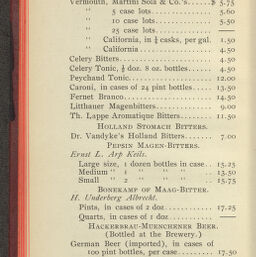 Vermouth, Martini Sola & Co.'s......$ 5.75
" 5 case lots............ 5.60
" 10 case lots............ 5.50
" 25 case lots............ ——
" California, in ½ casks, per gal. 1.50
" California............ 4.50
Celery Bitters............ 4.50
Celery Tonic, ½ doz. 8 oz. bottles........ 4.50
Peychaud Tonic............ 12.00
Caroni, in cases of 24 pint bottles..... 13.50
Fernet Branco............ 14.50
Litthaner Magenbitters............ 9.00
Th. Lappe Aromatique Bitters........ 11.50
HOLLAND STOMACH BITTERS.
Dr. Vandyke's Holland Bitters....... 7.00
PEPSIN MAGEN-BITTERS.
Ernst L. Arp Keils.
Large size, 1 dozen bottles in case.. 15.25
Medium " 1 " " " .. 13.50
Small " 2 " " " .. 15.75
BONEKAMP OF MAAG-BITTER.
H. Underberg Albrecht.
Pints, in cases of 2 doz............ 17.25
Quarts, in cases of 1 doz............ ——
HACKERBRAU-MUENCHENER BEER.
(Bottled at the Brewery.)
German Beer (imported), in cases of
100 pint bottles, per case........ 17.50